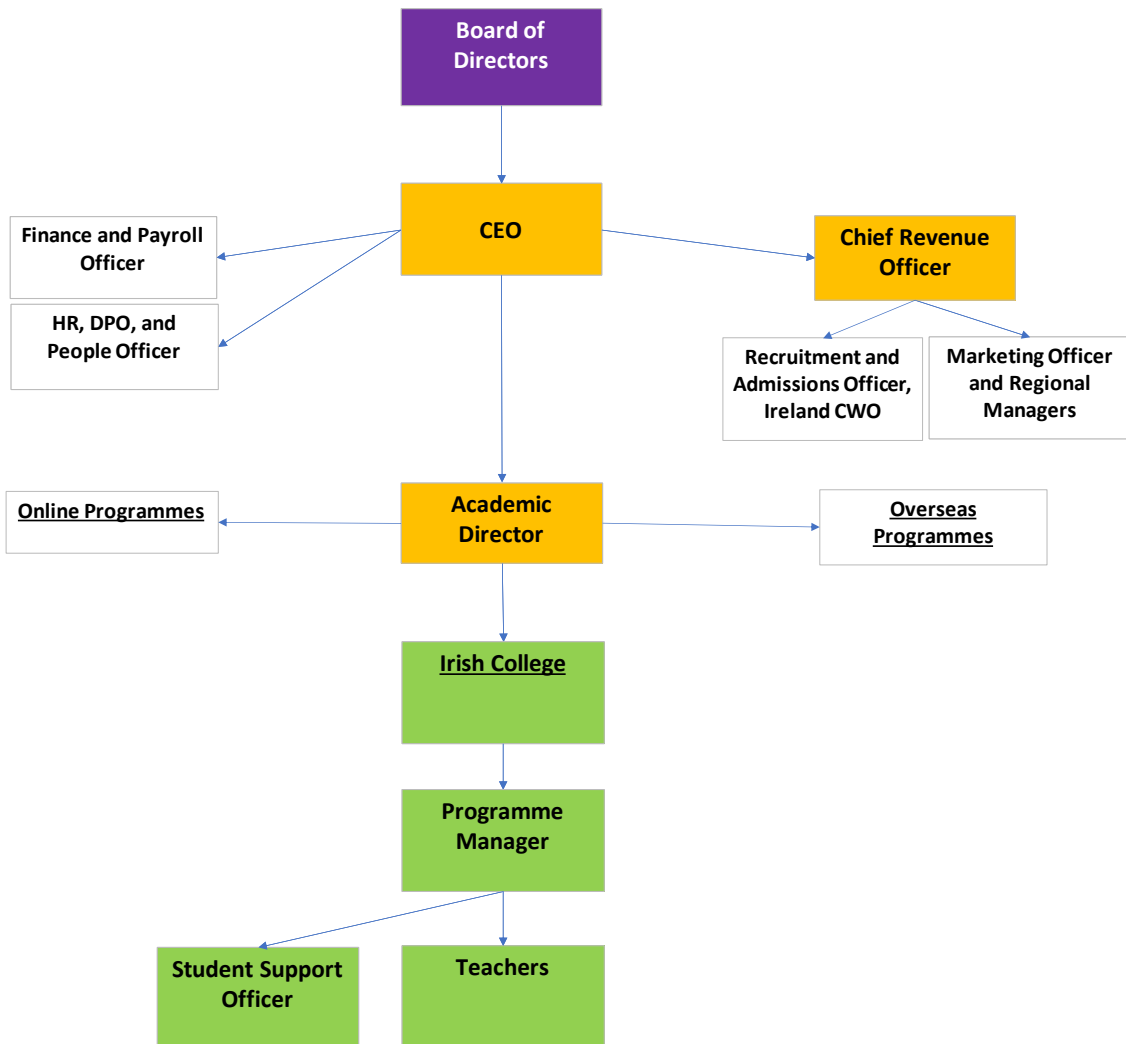 Board of
Directors
CEO
Finance and Payroll
Officer
Chief Revenue
Officer
HR, DPO, and
People Officer
Recruitment and
Admissions Officer,
Ireland CWO
Marketing Officer
and Regional
Managers
Online Programmes
Academic
Director
Overseas
Programmes
Irish College
Programme
Manager
Student Support
Officer
Teachers